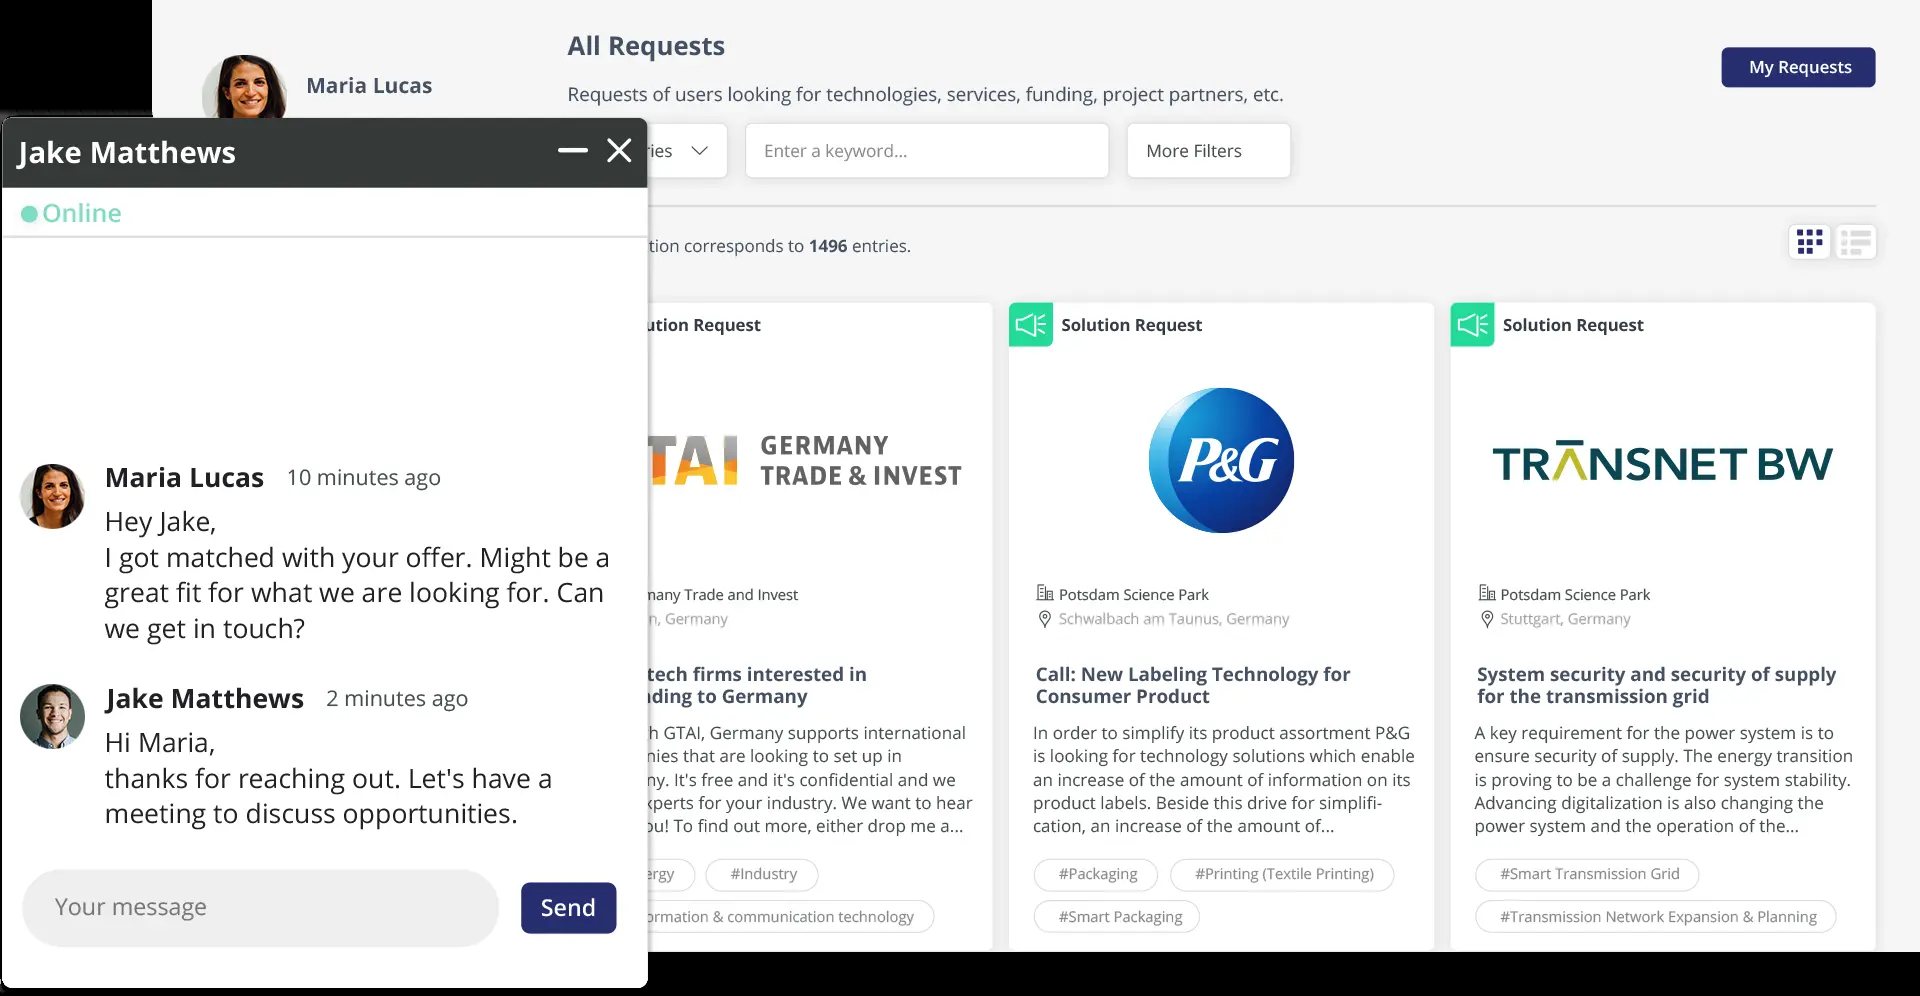 All Requests
Maria Lucas
Requests of users looking for technologies, services, funding, project partners, etc.
My Requests
Enter a keyword...
More Filters
corresponds to 1496 entries.
Jake Matthews
Online
Maria Lucas 10 minutes ago
Hey Jake,
I got matched with your offer. Might be a
great fit for what we are looking for. Can
we get in touch?
Jake Matthews 2 minutes ago
Hi Maria,
thanks for reaching out. Let's have a
meeting to discuss opportunities.
Your message
Send
Request
TAI GERMANY
TRADE & INVEST
Trade and Invest
Germany
tech firms interested in
to Germany
GTAI, Germany supports international
that are looking to set up in
It's free and it's confidential and we
for your industry. We want to hear
To find out more, either drop me a...
#Industry
& communication technology
Solution Request
P&G
Potsdam Science Park
Schwalbach am Taunus, Germany
Call: New Labeling Technology for
Consumer Product
In order to simplify its product assortment P&G
is looking for technology solutions which enable
an increase of the amount of information on its
product labels. Beside this drive for simplifi-
cation, an increase of the amount of...
#Packaging
#Printing (Textile Printing)
#Smart Packaging
Solution Request
TRANSNET BW
Potsdam Science Park
Stuttgart, Germany
System security and security of supply
for the transmission grid
A key requirement for the power system is to
ensure security of supply. The energy transition
is proving to be a challenge for system stability.
Advancing digitalization is also changing the
power system and the operation of the...
#Smart Transmission Grid
#Transmission Network Expansion & Planning